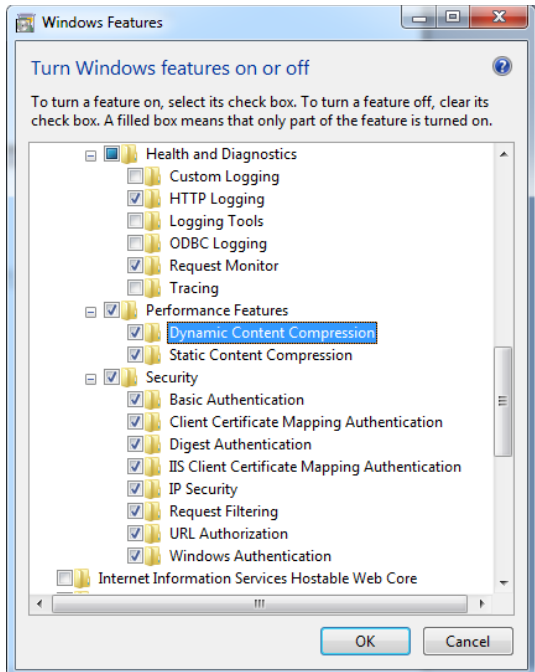 Windows Features
Turn Windows features on or off
To turn a feature on, select its check box. To turn a feature off, clear its
check box. A filled box means that only part of the feature is turned on.
Health and Diagnostics
Custom Logging
HTTP Logging
Logging Tools
ODBC Logging
Request Monitor
Tracing
Performance Features
Dynamic Content Compression
Static Content Compression
Security
Basic Authentication
Client Certificate Mapping Authentication
Digest Authentication
IIS Client Certificate Mapping Authentication
IP Security
Request Filtering
URL Authorization
Windows Authentication
Internet Information Services Hostable Web Core
OK Cancel